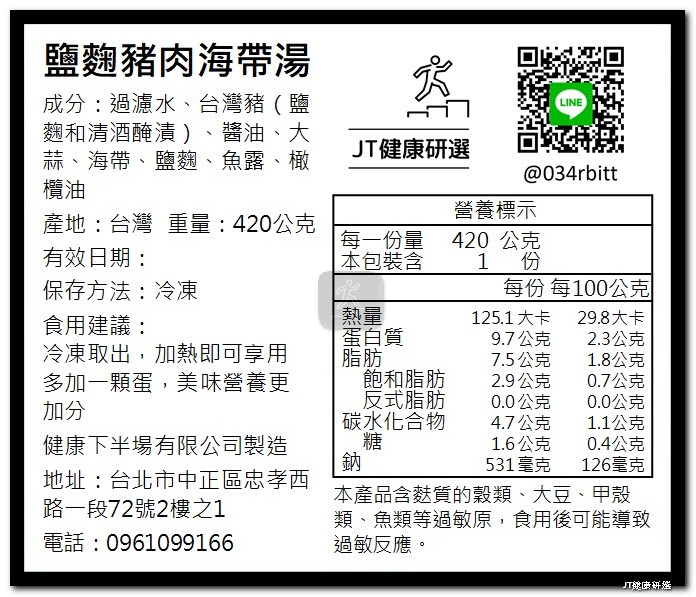 鹽麴豬肉海帶湯
成分：過濾水、台灣豬（鹽
麴和清酒醃漬）、醬油、大
蒜、海帶、鹽麴、魚露、橄
欖油
產地：台灣 重量：420公克
有效日期：
保存方法：冷凍
食用建議：
冷凍取出，加熱即可享用
多加一顆蛋，美味營養更
加分
健康下半場有限公司製造
地址：台北市中正區忠孝西
路一段72號2樓之1
電話：0961099166
JT健康研選
LINE
@034rbitt
營養標示
每一份量 420 公克
本包裝含 1 份
每份 每100公克
熱量 125.1大卡 29.8大卡
蛋白質 9.7公克 2.3公克
脂肪 7.5公克 1.8公克
飽和脂肪 2.9公克 0.7公克
反式脂肪 0.0公克 0.0公克
碳水化合物 4.7公克 1.1公克
糖 1.6公克 0.4公克
鈉 531毫克 126毫克
本產品含麩質的穀類、大豆、甲殼
類、魚類等過敏原，食用後可能導致
過敏反應。
JT健康研選